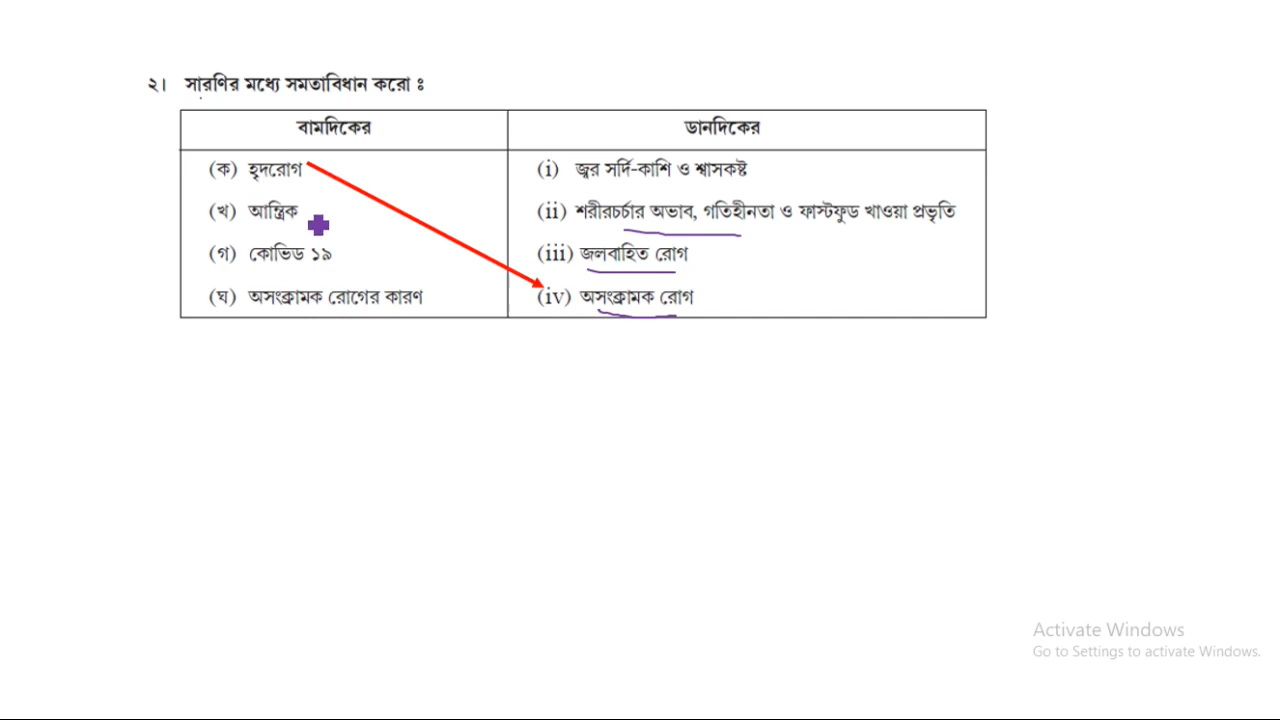 ২। সারণির মধ্যে সমতাবিধান করো ঃ
বামদিকের ডানদিকের
(ক) হৃদরোগ (i) জ্বর সর্দি-কাশি ও শ্বাসকষ্ট
(খ) আন্ত্রিক (ii) শরীরচর্চার অভাব, গতিহীনতা ও ফাস্টফুড খাওয়া প্রভৃতি
(গ) কোভিড ১৯ (iii) জলবাহিত রোগ
(ঘ) অসংক্রামক রোগের কারণ (iv) অসংক্রামক রোগ
Activate Windows
Go to Settings to activate Windows.